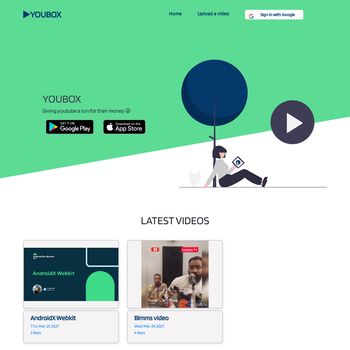 YOUBOX
Home
Upload a video
Sign in with Google
YOUBOX
Giving youtube a run for their money 😉
GET IT ON
Google Play
Download on the
App Store
LATEST VIDEOS
AndroidX Webkit
AndroidX Webkit
Thu Mar 25 2021
3 likes
Bimms video
Wed Mar 24 2021
4 likes